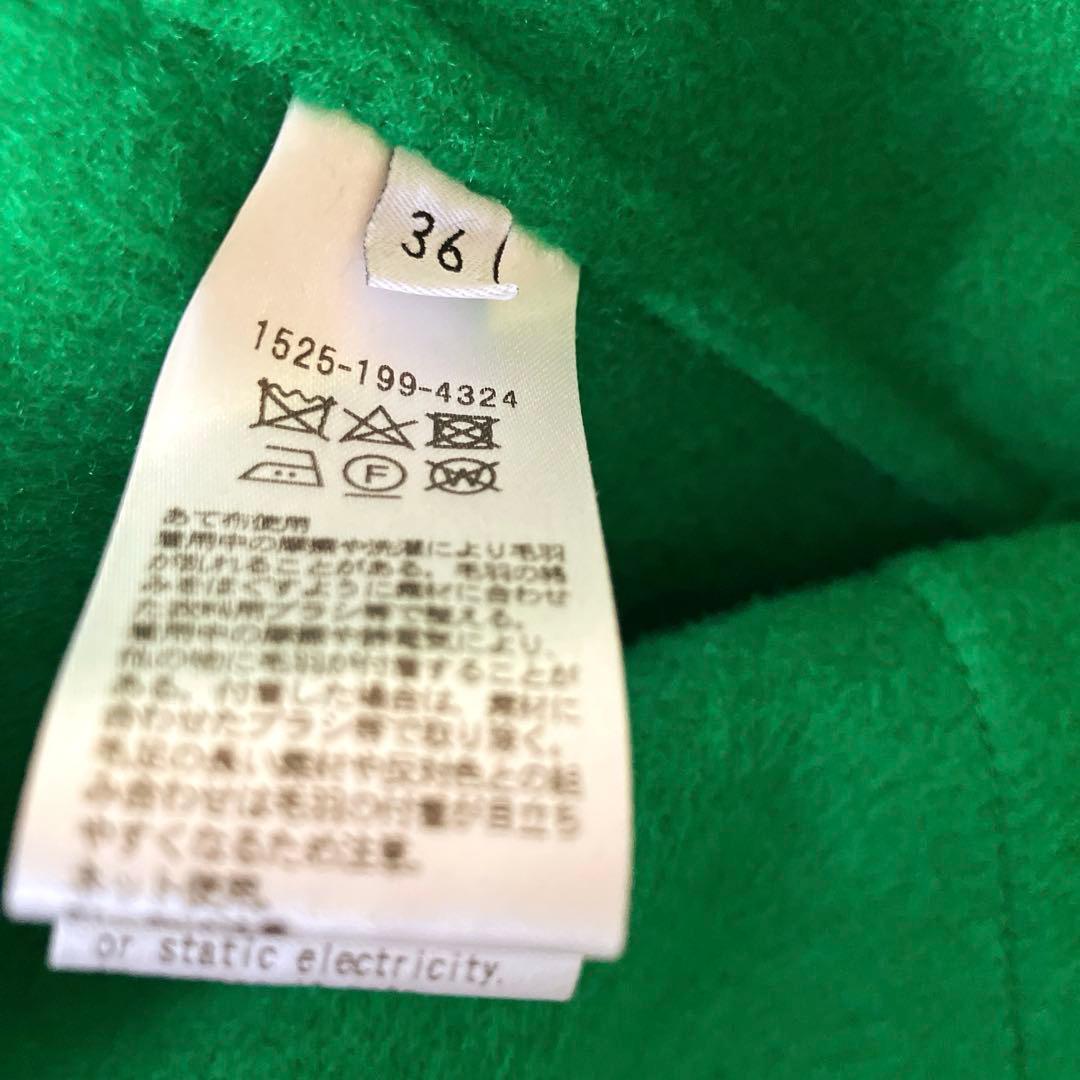 36
1525-199-4324
F
W
あて布使用
着用中の摩擦や洗濯により毛羽
が乱れることがある。毛羽の絡
みをほぐすように素材に合わせ
た衣料用ブラシ等で整える。
着用中の摩擦や静電気により、
他の物に毛羽が付着することが
ある。付着した場合は、素材に
合わせたブラシ等で取り除く。
毛足の長い素材や反対色との組
み合わせは毛羽の付着が目立ち
やすくなるため注意。
ネット使用。
or static electricity.